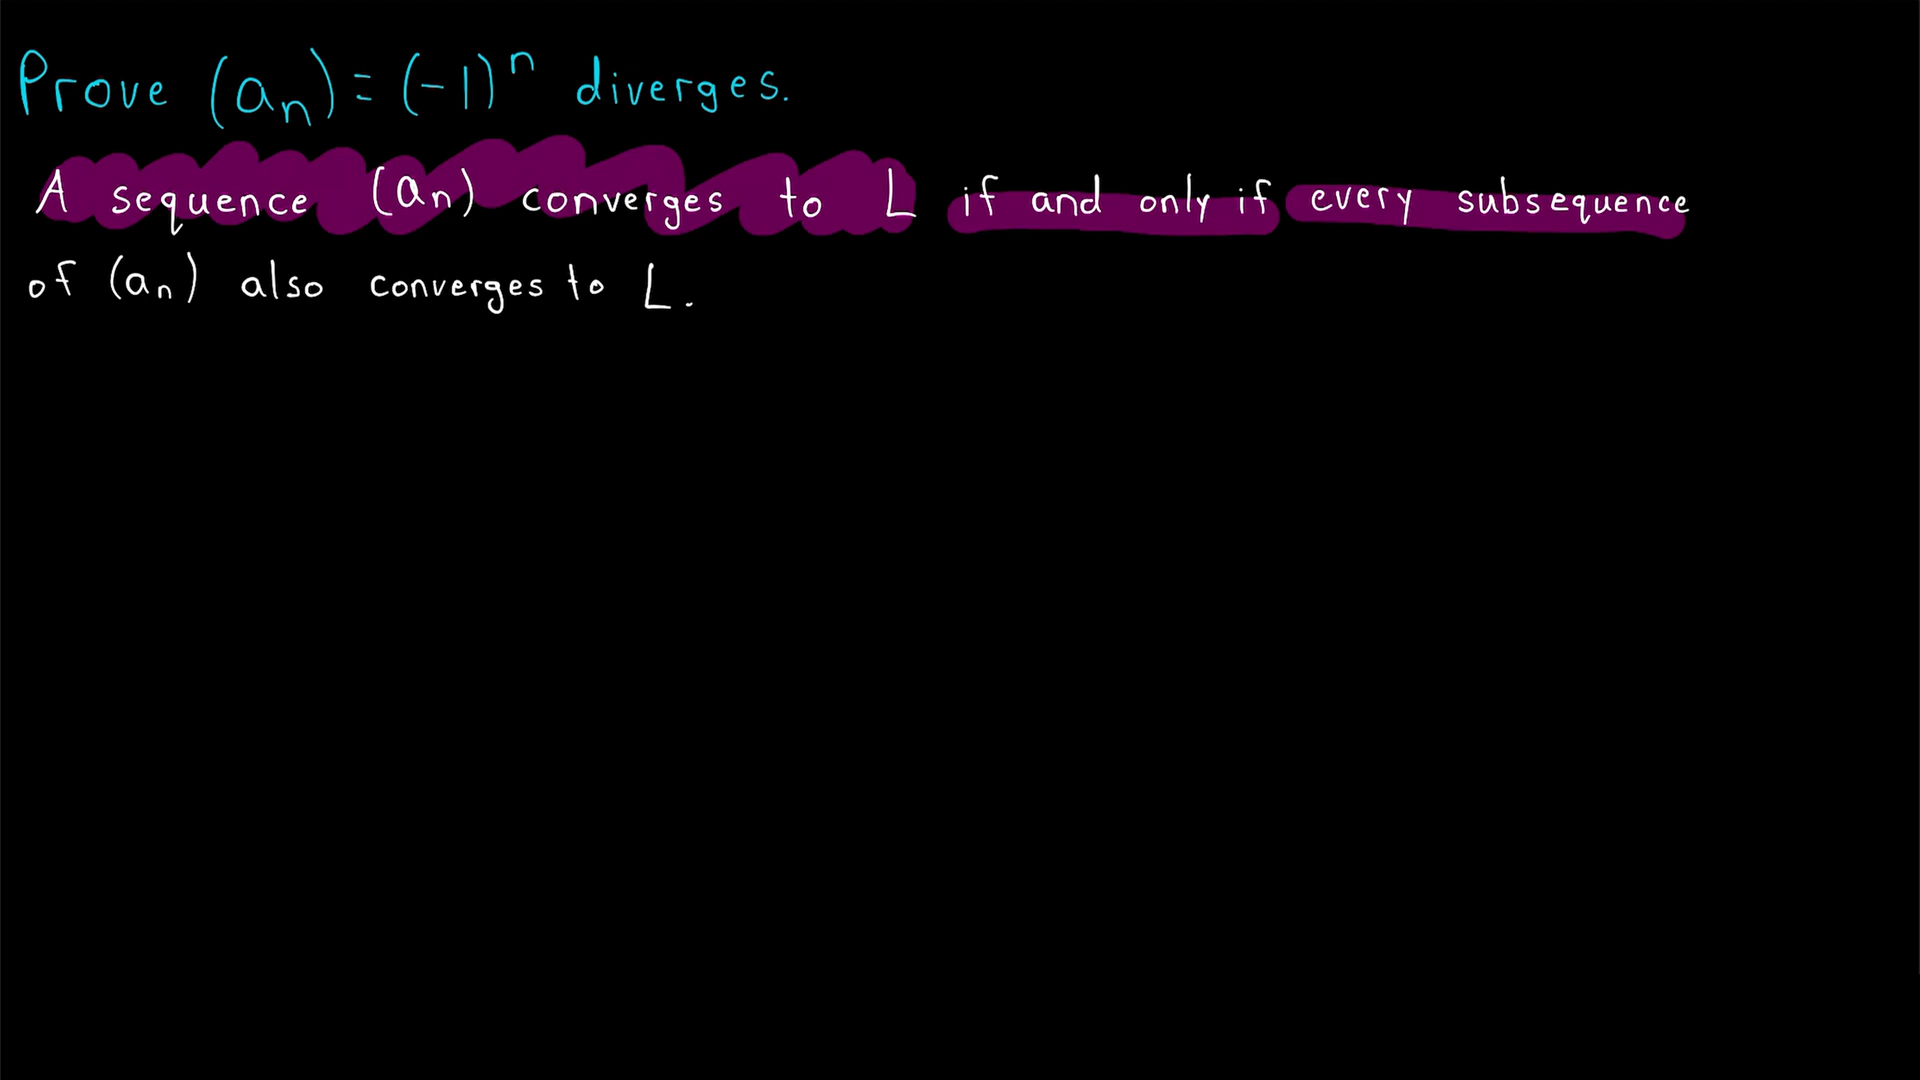 Prove (aₙ) = (-1)ⁿ diverges.
A sequence (aₙ) converges to L if and only if every subsequence
of (aₙ) also converges to L.